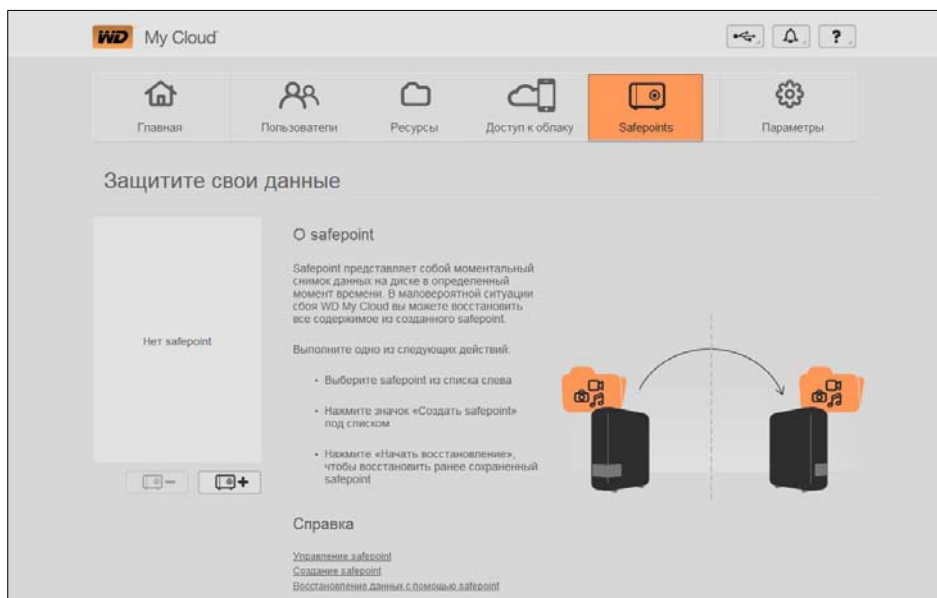 WD My Cloud
?
Главная
Пользователи
Ресурсы
Доступ к облаку
Safepoints
Параметры
Защитите свои данные
Нет safepoint
О safepoint
Safepoint представляет собой моментальный
снимок данных на диске в определенный
момент времени. В маловероятной ситуации
сбоя WD My Cloud вы можете восстановить
все содержимое из созданного safepoint.
Выполните одно из следующих действий:
• Выберите safepoint из списка слева
• Нажмите значок «Создать safepoint»
под списком
• Нажмите «Начать восстановление»,
чтобы восстановить ранее сохраненный
safepoint
Справка
Управление safepoint
Создание safepoint
Восстановление данных с помощью safepoint